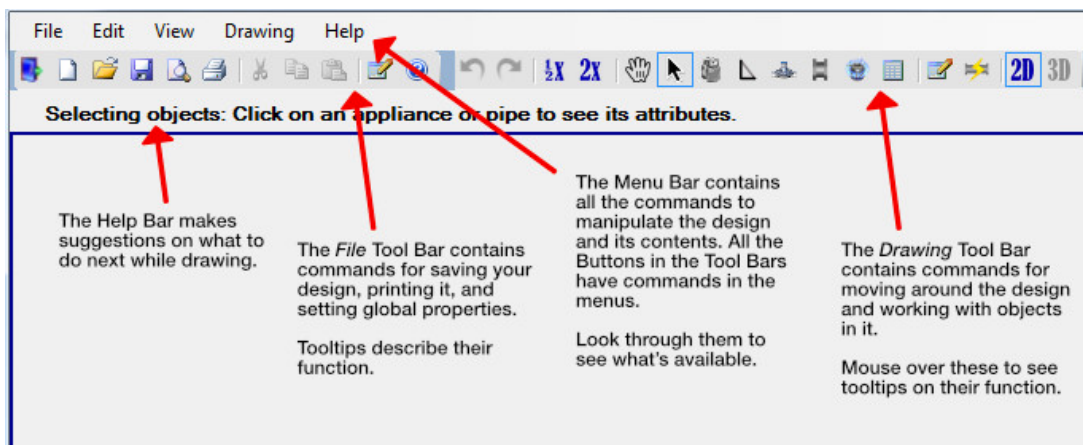 File Edit View Drawing Help
½X 2X 2D 3D
Selecting objects: Click on an appliance or pipe to see its attributes.
The Help Bar makes
suggestions on what to
do next while drawing.
The File Tool Bar contains
commands for saving your
design, printing it, and
setting global properties.
Tooltips describe their
function.
The Menu Bar contains
all the commands to
manipulate the design
and its contents. All the
Buttons in the Tool Bars
have commands in the
menus.
Look through them to
see what's available.
The Drawing Tool Bar
contains commands for
moving around the design
and working with objects
in it.
Mouse over these to see
tooltips on their function.